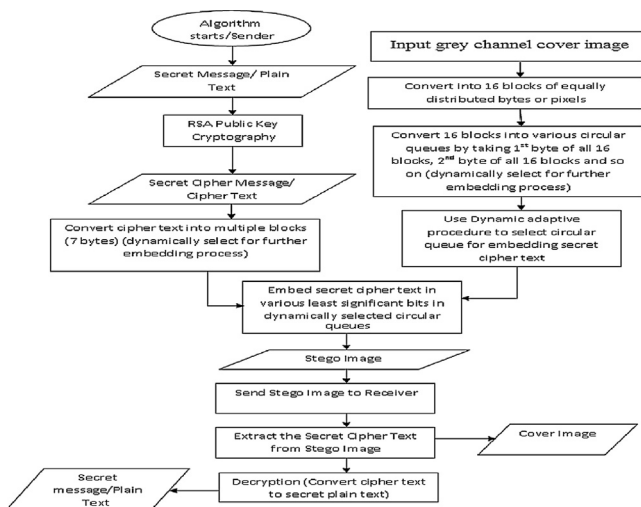 Algorithm
starts/Sender
Secret Message/ Plain
Text
RSA Public Key
Cryptography
Secret Cipher Message/
Cipher Text
Convert cipher text into multiple blocks
(7 bytes) (dynamically select for further
embedding process)
Input grey channel cover image
Convert into 16 blocks of equally
distributed bytes or pixels
Convert 16 blocks into various circular
queues by taking 1st byte of all 16
blocks, 2nd byte of all 16 blocks and so
on (dynamically select for further
embedding process)
Use Dynamic adaptive
procedure to select circular
queue for embedding secret
cipher text
Embed secret cipher text in
various least significant bits in
dynamically selected circular
queues
Stego Image
Send Stego Image to Receiver
Extract the Secret Cipher Text
from Stego Image
Cover Image
Decryption (Convert cipher text
to secret plain text)
Secret
message/Plain
Text